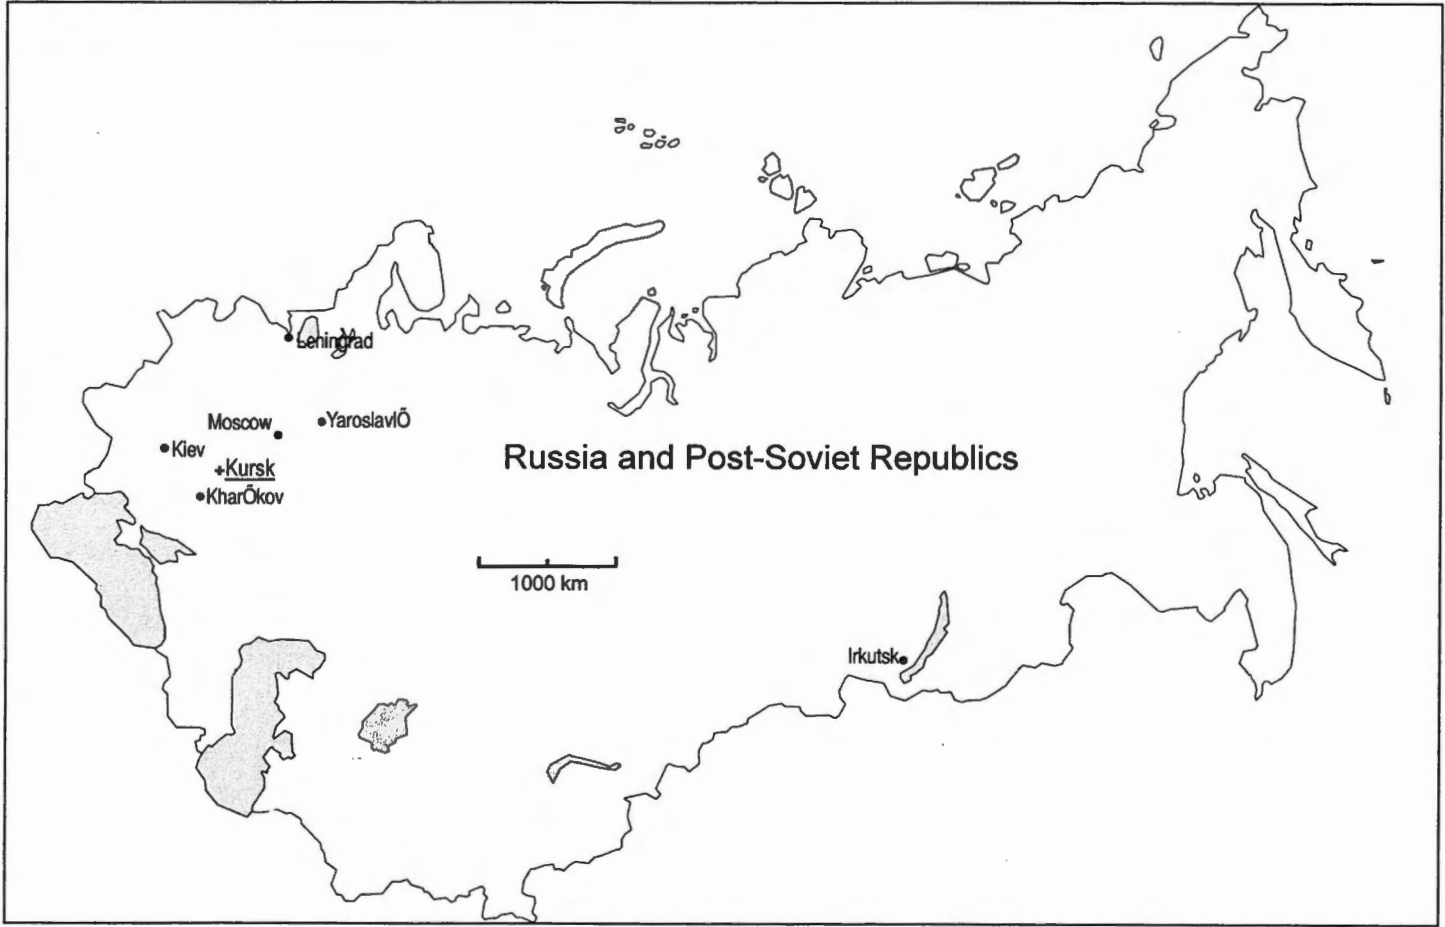 Leningrad
Moscow
YaroslavlÕ
Kiev
+Kursk
KharÕkov
Russia and Post-Soviet Republics
1000 km
Irkutsk